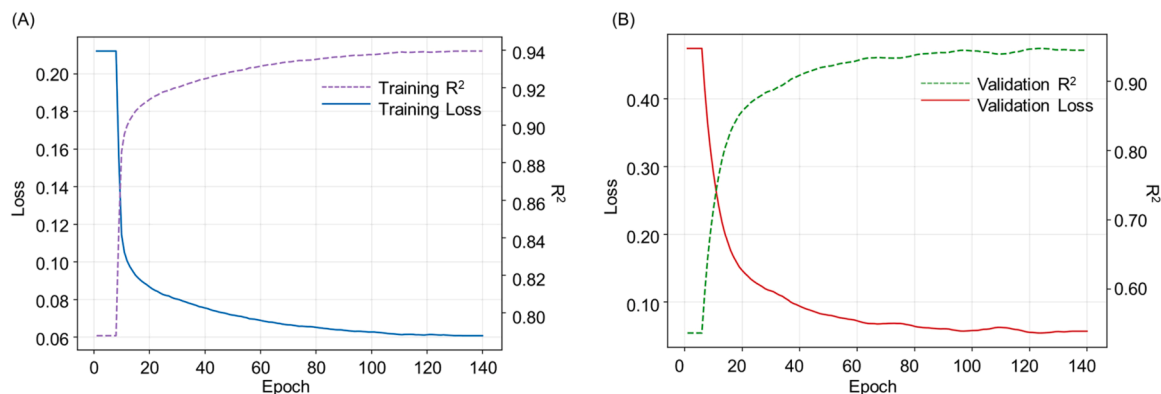 (A)
0.20
0.18
0.16
0.14
0.12
0.10
0.08
0.06
Loss
0 20 40 60 80 100 120 140
Epoch
0.94
0.92
0.90
0.88
0.86
0.84
0.82
0.80
R²
Training R²
Training Loss
(B)
0.40
0.30
0.20
0.10
Loss
0 20 40 60 80 100 120 140
Epoch
0.90
0.80
0.70
0.60
R²
Validation R²
Validation Loss